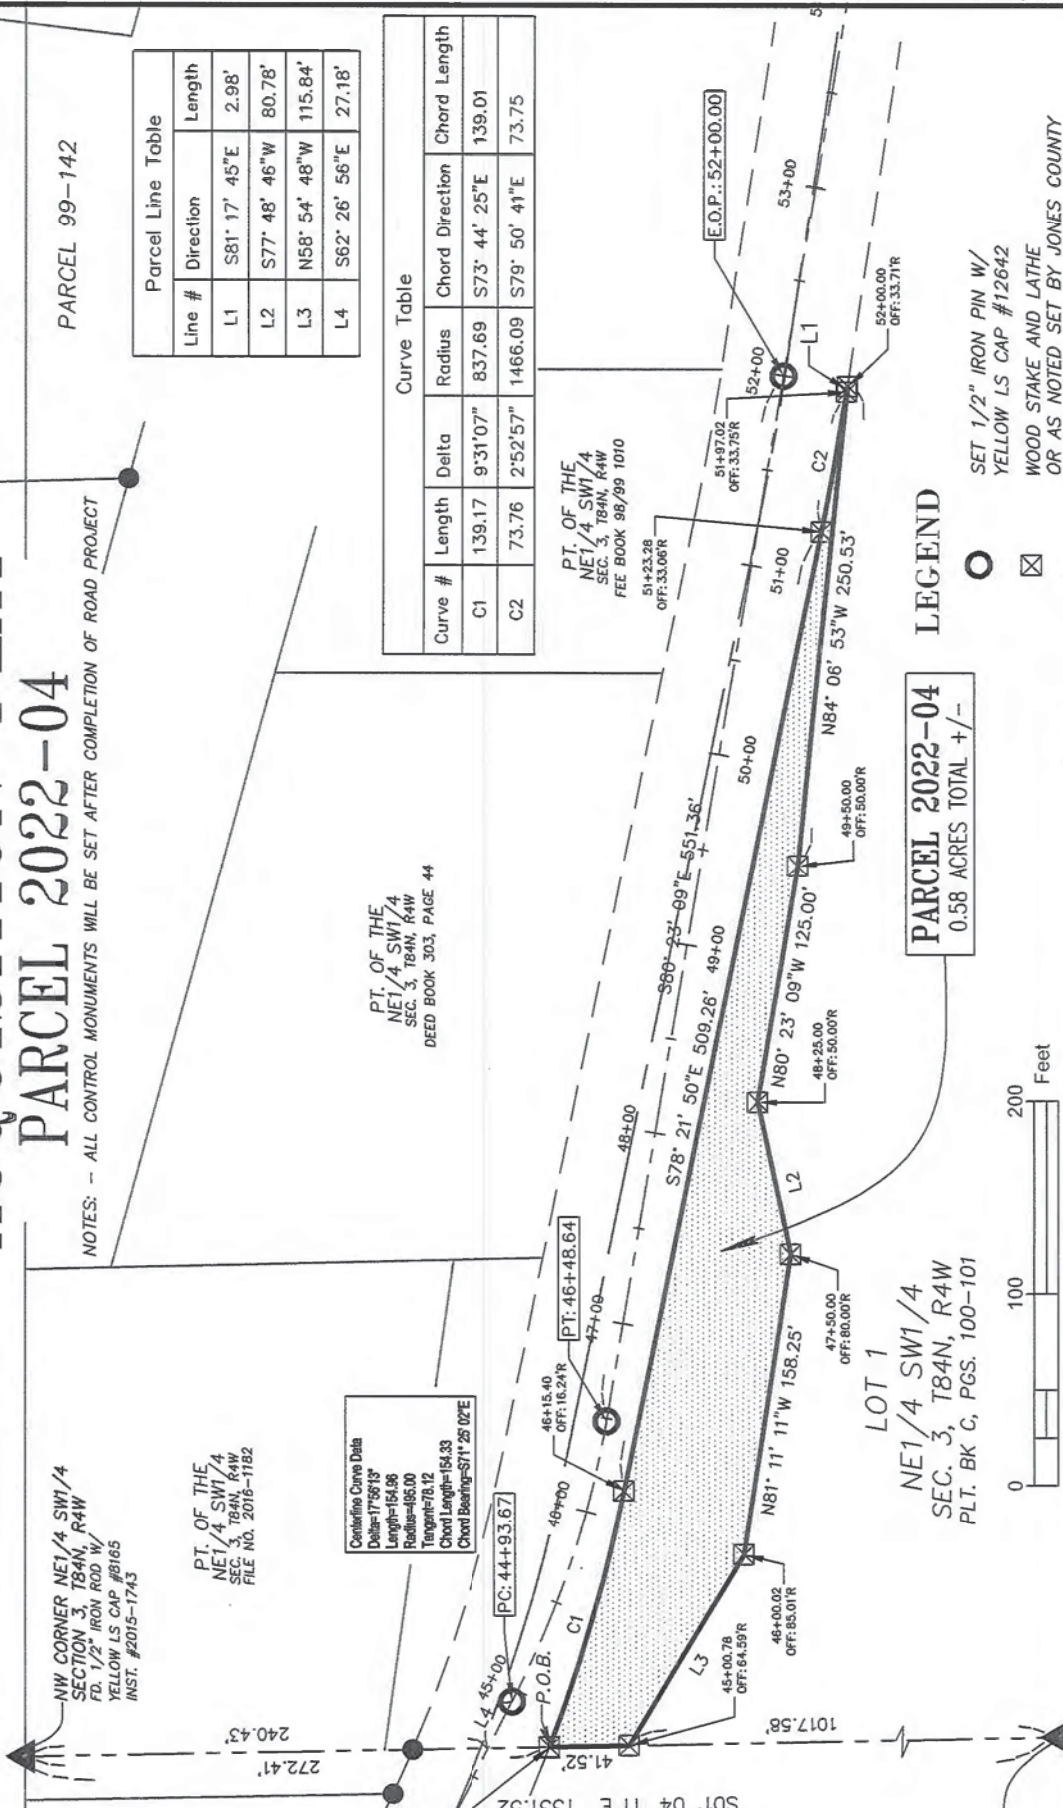 PARCEL 2022-04
NOTES: - ALL CONTROL MONUMENTS WILL BE SET AFTER COMPLETION OF ROAD PROJECT
PARCEL 99-142
Parcel Line Table
Line # Direction Length
L1 S81° 17' 45"E 2.98'
L2 S77° 48' 46"W 80.78'
L3 N58° 54' 48"W 115.84'
L4 S62° 26' 56"E 27.18'
Curve Table
Curve # Length Delta Radius Chord Direction Chord Length
C1 139.17 9°31'07" 837.69 S73° 44' 25"E 139.01
C2 73.76 2°52'57" 1466.09 S79° 50' 41"E 73.75
NW CORNER NE1/4 SW1/4
SECTION 3, T84N, R4W
FD. 1/2" IRON ROD W/
YELLOW LS CAP #8165
INST. #2015-1743
PT. OF THE
NE1/4 SW1/4
SEC. 3, T84N, R4W
FILE NO. 2016-1182
PT. OF THE
NE1/4 SW1/4
SEC. 3, T84N, R4W
DEED BOOK 303, PAGE 44
PT. OF THE
NE1/4 SW1/4
SEC. 3, T84N, R4W
FEE BOOK 98/99 1010
Centerline Curve Data
Delta=17°56'13"
Length=154.96
Radius=495.00
Tangent=78.12
Chord Length=154.33
Chord Bearing=S71° 25' 02"E
240.43'
272.41'
PC: 44+93.67
PT: 46+48.64
E.O.P.: 52+00.00
L4
45+00
P.O.B.
C1
46+00
46+15.40
OFF: 16.24'R
47+00
48+00
S80° 23' 09"E 551.36'
S78° 21' 50"E 509.26'
49+00
50+00
51+00
51+23.28
OFF: 33.06'R
51+97.02
OFF: 33.75'R
52+00
L1
C2
52+00.00
OFF: 33.71'R
53+00
41.52'
45+00.78
OFF: 64.59'R
L3
46+00.02
OFF: 85.01'R
N81° 11' 11"W 158.25'
47+50.00
OFF: 80.00'R
L2
48+25.00
OFF: 50.00'R
N80° 23' 09"W 125.00'
49+50.00
OFF: 50.00'R
N84° 06' 53"W 250.53'
1017.58'
LOT 1
NE1/4 SW1/4
SEC. 3, T84N, R4W
PLT. BK C, PGS. 100-101
PARCEL 2022-04
0.58 ACRES TOTAL +/-
LEGEND
SET 1/2" IRON PIN W/
YELLOW LS CAP #12642
WOOD STAKE AND LATHE
OR AS NOTED SET BY JONES COUNTY
0 100 200
Feet